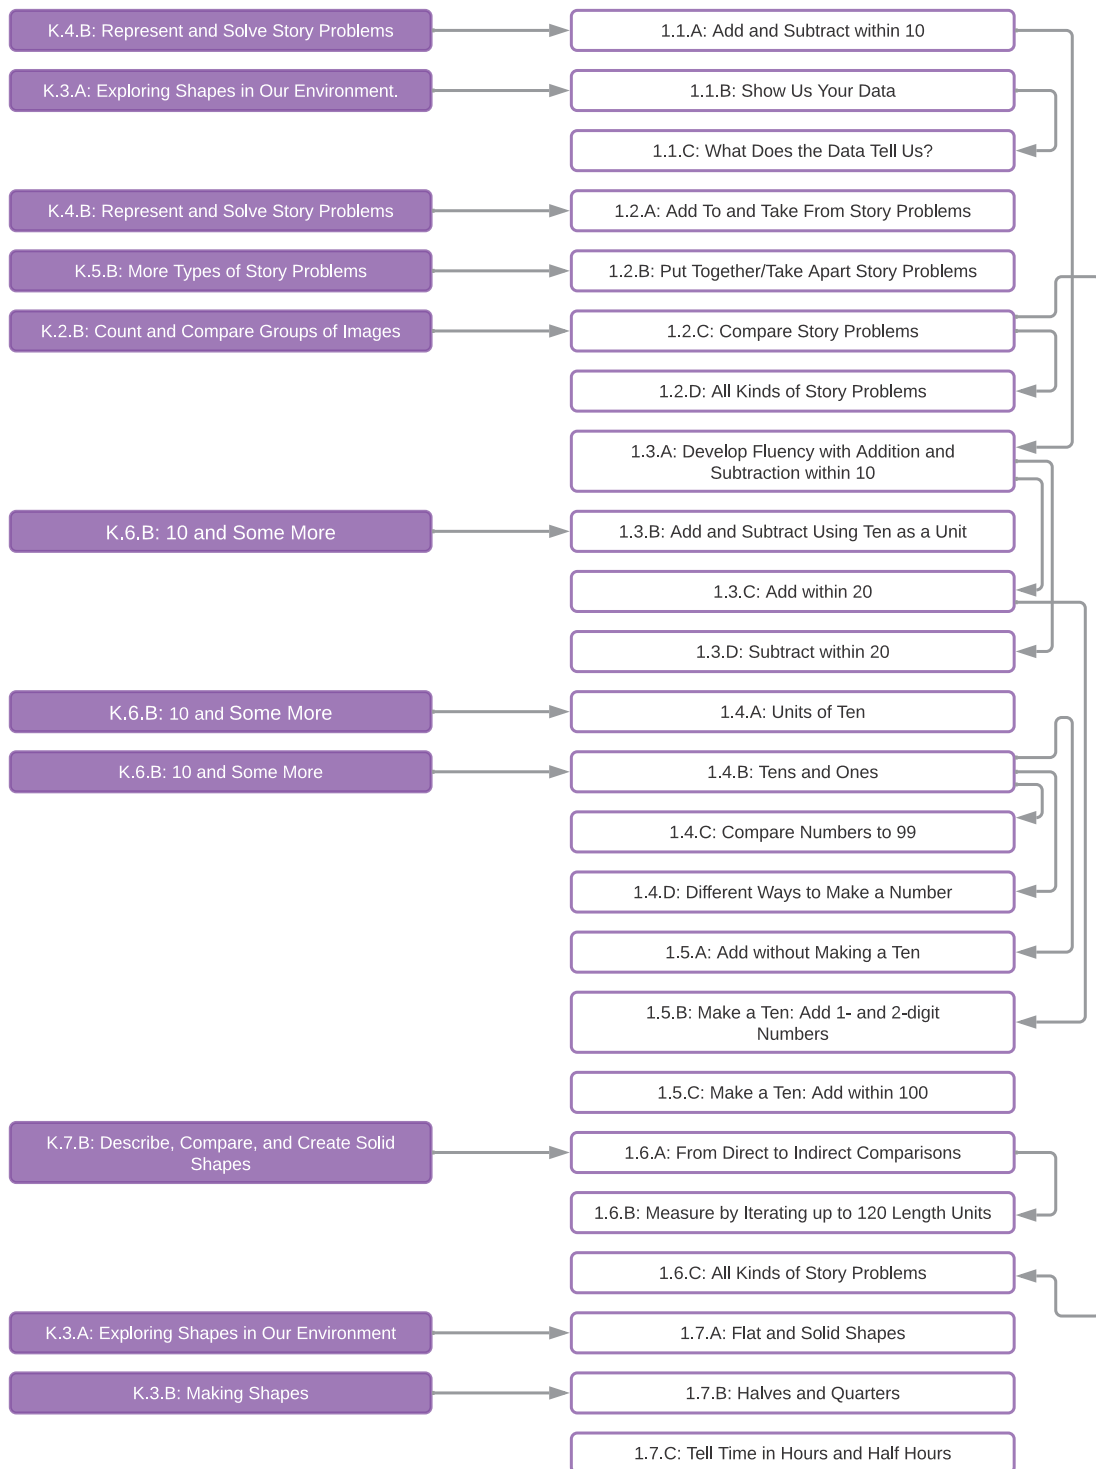 K.4.B: Represent and Solve Story Problems
1.1.A: Add and Subtract within 10
K.3.A: Exploring Shapes in Our Environment.
1.1.B: Show Us Your Data
1.1.C: What Does the Data Tell Us?
K.4.B: Represent and Solve Story Problems
1.2.A: Add To and Take From Story Problems
K.5.B: More Types of Story Problems
1.2.B: Put Together/Take Apart Story Problems
K.2.B: Count and Compare Groups of Images
1.2.C: Compare Story Problems
1.2.D: All Kinds of Story Problems
1.3.A: Develop Fluency with Addition and
Subtraction within 10
K.6.B: 10 and Some More
1.3.B: Add and Subtract Using Ten as a Unit
1.3.C: Add within 20
1.3.D: Subtract within 20
K.6.B: 10 and Some More
1.4.A: Units of Ten
K.6.B: 10 and Some More
1.4.B: Tens and Ones
1.4.C: Compare Numbers to 99
1.4.D: Different Ways to Make a Number
1.5.A: Add without Making a Ten
1.5.B: Make a Ten: Add 1- and 2-digit
Numbers
1.5.C: Make a Ten: Add within 100
K.7.B: Describe, Compare, and Create Solid
Shapes
1.6.A: From Direct to Indirect Comparisons
1.6.B: Measure by Iterating up to 120 Length Units
1.6.C: All Kinds of Story Problems
K.3.A: Exploring Shapes in Our Environment
1.7.A: Flat and Solid Shapes
K.3.B: Making Shapes
1.7.B: Halves and Quarters
1.7.C: Tell Time in Hours and Half Hours